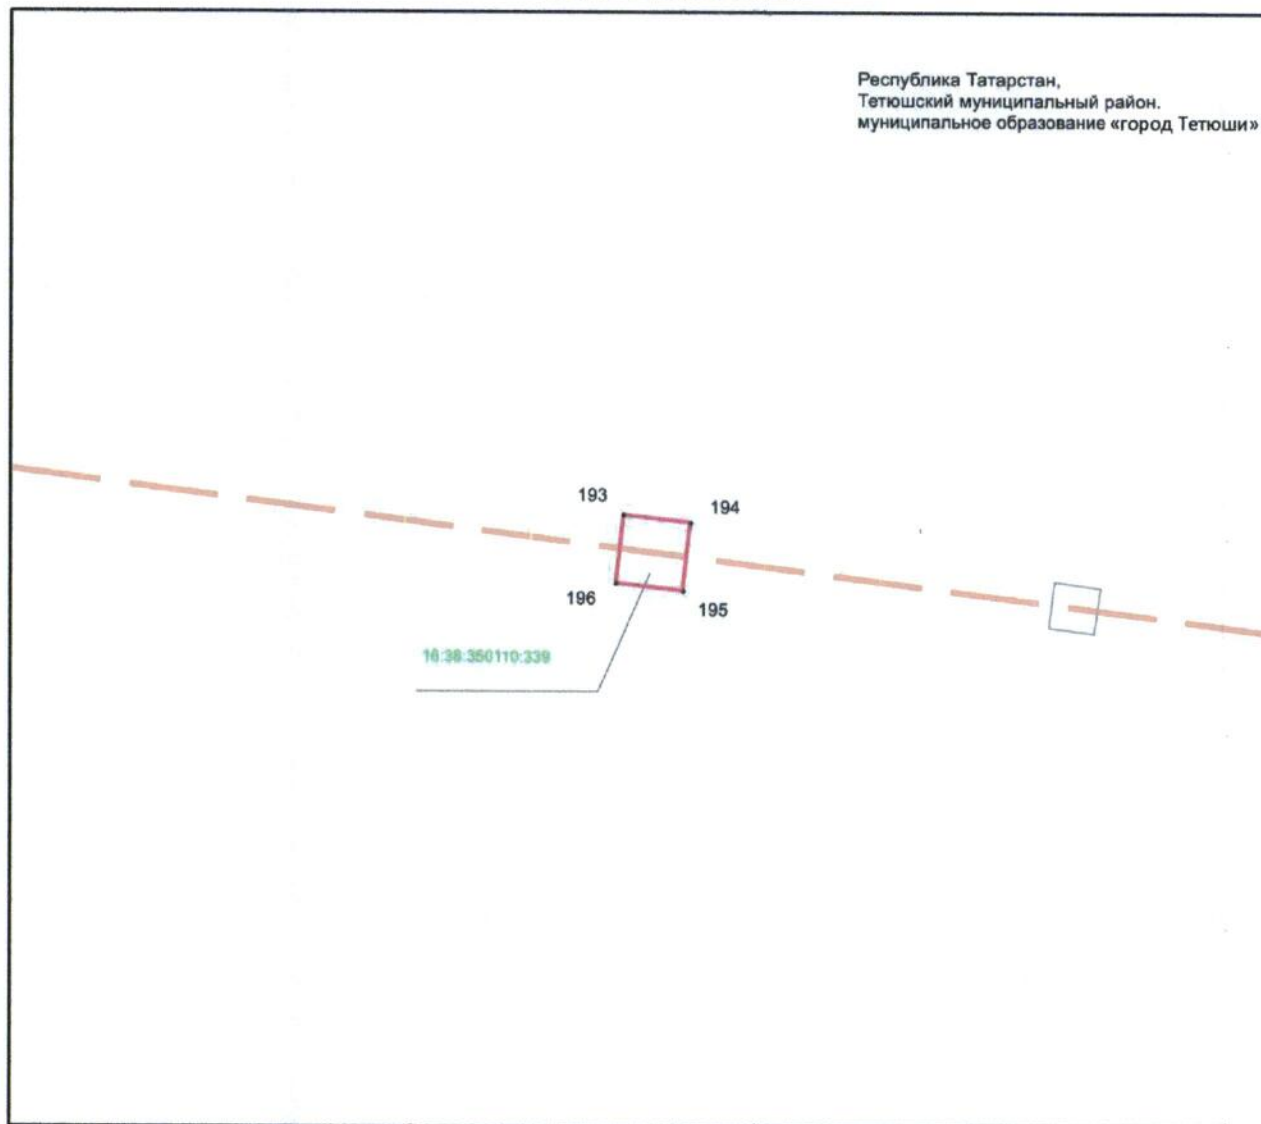 Республика Татарстан,
Тетюшский муниципальный район.
муниципальное образование «город Тетюши»
193
194
196
195
16:38:350110:339